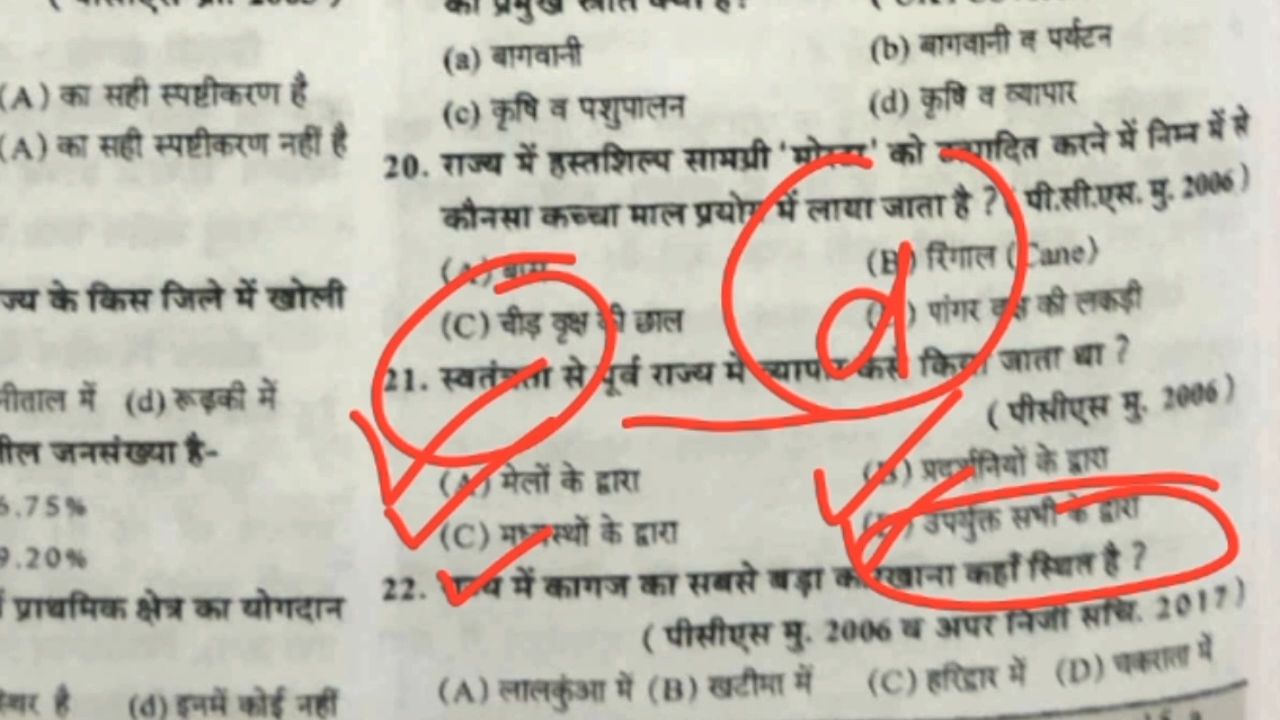 (A) का सही स्पष्टीकरण है
(A) का सही स्पष्टीकरण नहीं है
ज्य के किस जिले में खोली
नीताल में (d) रूड़की में
ील जनसंख्या है-
6.75%
9.20%
प्राथमिक क्षेत्र का योगदान
स्थिर है (d) इनमें कोई नहीं
का प्रमुख स्रोत क्या है?
(a) बागवानी (b) बागवानी व पर्यटन
(c) कृषि व पशुपालन (d) कृषि व व्यापार
20. राज्य में हस्तशिल्प सामग्री को करने में निम्न में से
कौनसा कच्चा माल प्रयोग में लाया जाता है ? ( पी.सी.एस. मु. 2006 )
(B) रिंगाल (Cane)
(C) चीड़ वृक्ष की छाल पांगर वृक्ष की लकड़ी
d
21. स्वतंत्रता से पूर्व राज्य में व्यापार कैसे किया जाता था ?
( पीसीएस मु. 2006 )
(A) मेलों के द्वारा (B) प्रदर्शनियों के द्वारा
(C) मध्यस्थों के द्वारा (D) उपर्युक्त सभी के द्वारा
22. राज्य में कागज का सबसे बड़ा कारखाना कहाँ स्थित है ?
( पीसीएस मु. 2006 व अपर निजी सचि. 2017 )
(A) लालकुंआ में (B) खटीमा में (C) हरिद्वार में (D) चकराता में